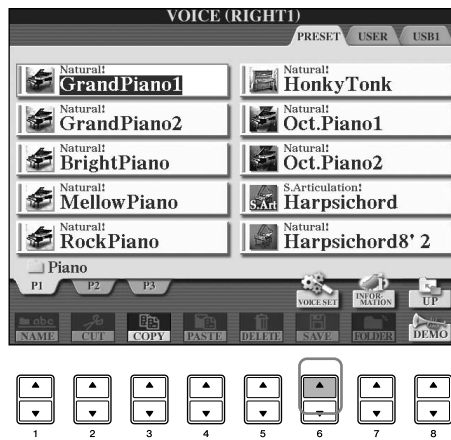 VOICE (RIGHT1)
PRESET USER USB1
Natural!
GrandPiano1
Natural!
HonkyTonk
Natural!
GrandPiano2
Natural!
Oct.Piano1
Natural!
BrightPiano
Natural!
Oct.Piano2
Natural!
MellowPiano
S.Articulation!
S.Art Harpsichord
Natural!
RockPiano
Natural!
Harpsichord8' 2
Piano
P1 P2 P3
VOICE SET INFOR-MATION UP
abc
NAME CUT COPY PASTE DELETE SAVE FOLDER DEMO
1 2 3 4 5 6 7 8